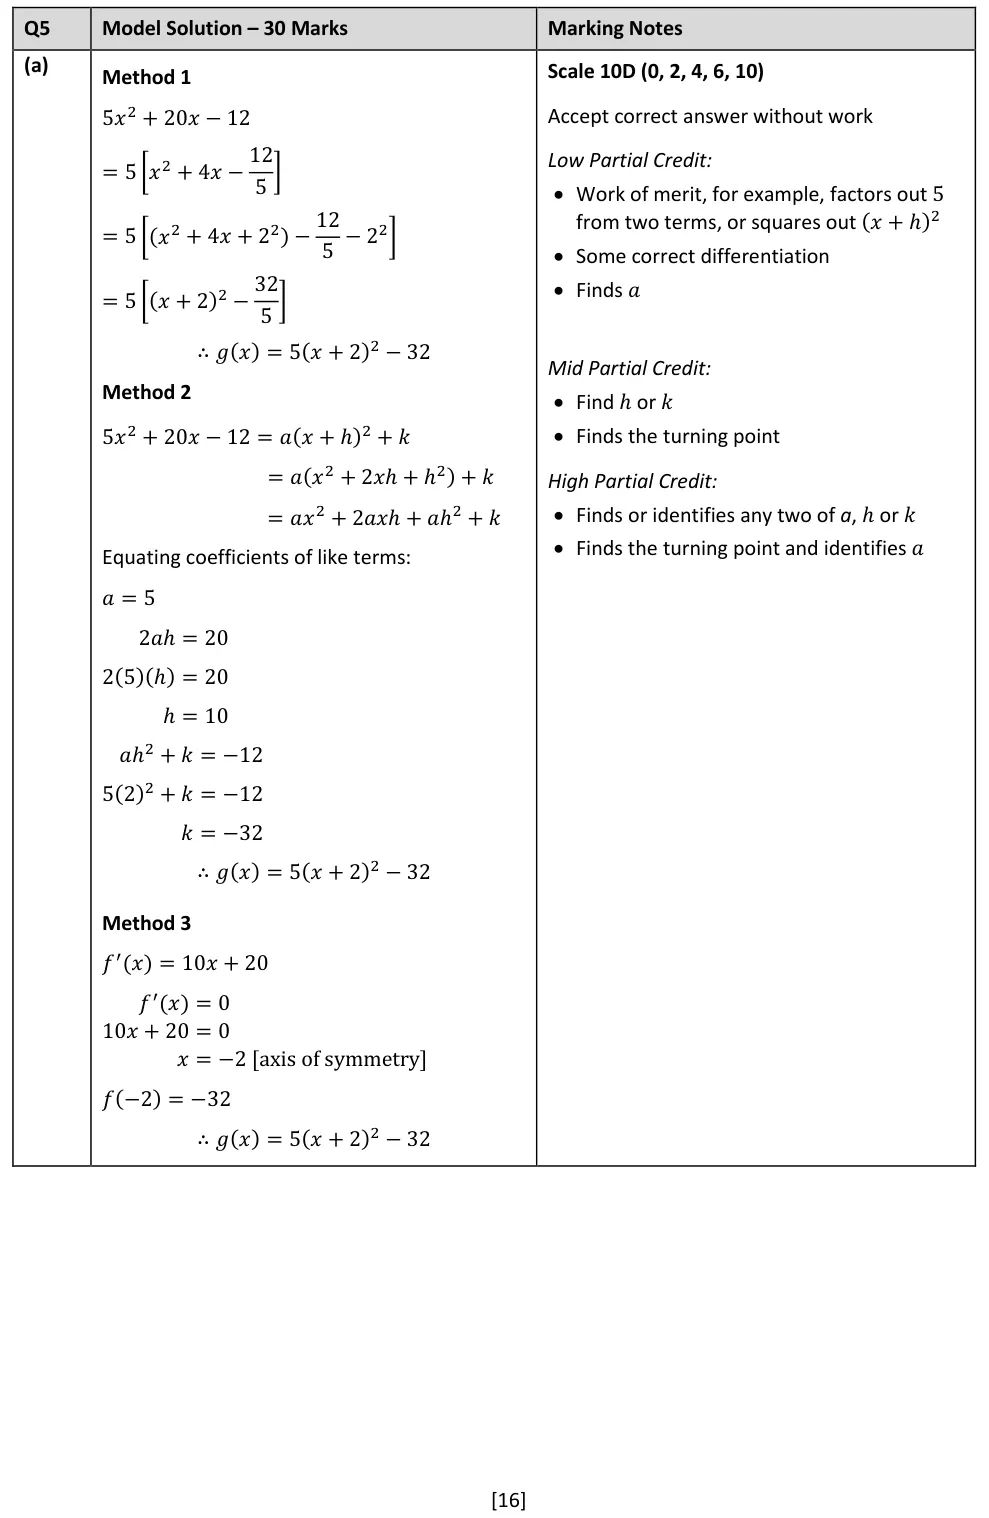 Q5 Model Solution – 30 Marks Marking Notes
(a)
Method 1
5x² + 20x − 12
= 5 [x² + 4x − 12/5]
= 5 [(x² + 4x + 2²) − 12/5 − 2²]
= 5 [(x + 2)² − 32/5]
∴ g(x) = 5(x + 2)² − 32
Method 2
5x² + 20x − 12 = a(x + h)² + k
= a(x² + 2xh + h²) + k
= ax² + 2axh + ah² + k
Equating coefficients of like terms:
a = 5
2ah = 20
2(5)(h) = 20
h = 10
ah² + k = −12
5(2)² + k = −12
k = −32
∴ g(x) = 5(x + 2)² − 32
Method 3
f′(x) = 10x + 20
f′(x) = 0
10x + 20 = 0
x = −2 [axis of symmetry]
f(−2) = −32
∴ g(x) = 5(x + 2)² − 32
Scale 10D (0, 2, 4, 6, 10)
Accept correct answer without work
Low Partial Credit:
• Work of merit, for example, factors out 5
from two terms, or squares out (x + h)²
• Some correct differentiation
• Finds a
Mid Partial Credit:
• Find h or k
• Finds the turning point
High Partial Credit:
• Finds or identifies any two of a, h or k
• Finds the turning point and identifies a
[16]